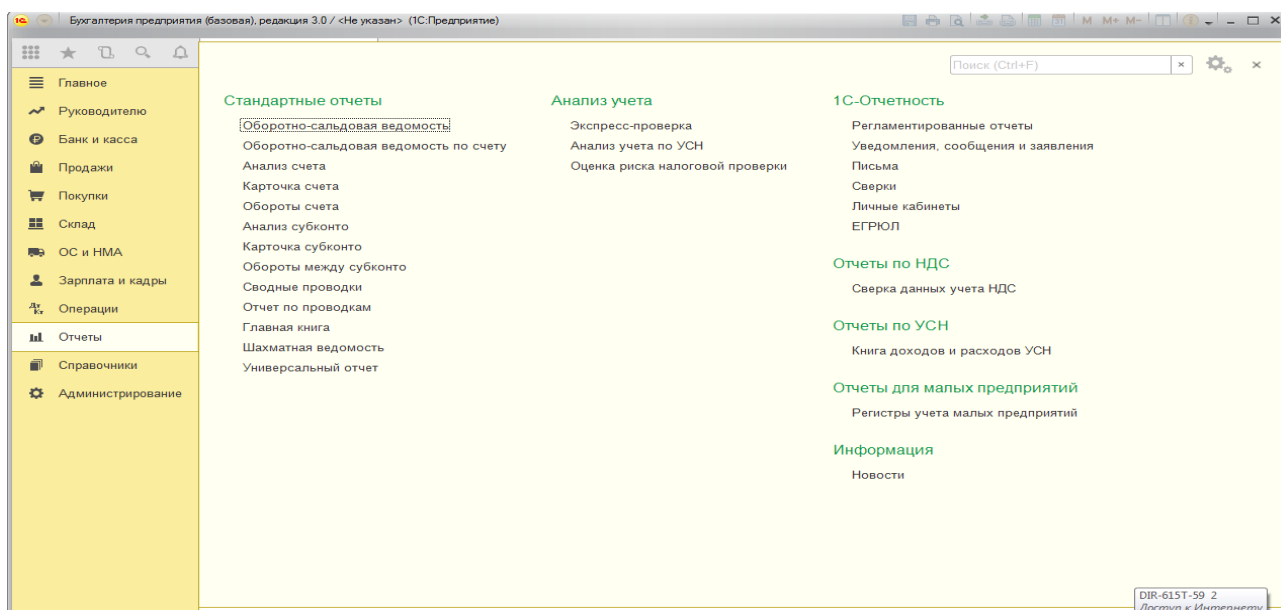 Бухгалтерия предприятия (базовая), редакция 3.0 / <Не указан> (1С:Предприятие)
M M+ M-
Поиск (Ctrl+F)
Главное
Руководителю
Банк и касса
Продажи
Покупки
Склад
ОС и НМА
Зарплата и кадры
Операции
Отчеты
Справочники
Администрирование
Стандартные отчеты
Оборотно-сальдовая ведомость
Оборотно-сальдовая ведомость по счету
Анализ счета
Карточка счета
Обороты счета
Анализ субконто
Карточка субконто
Обороты между субконто
Сводные проводки
Отчет по проводкам
Главная книга
Шахматная ведомость
Универсальный отчет
Анализ учета
Экспресс-проверка
Анализ учета по УСН
Оценка риска налоговой проверки
1С-Отчетность
Регламентированные отчеты
Уведомления, сообщения и заявления
Письма
Сверки
Личные кабинеты
ЕГРЮЛ
Отчеты по НДС
Сверка данных учета НДС
Отчеты по УСН
Книга доходов и расходов УСН
Отчеты для малых предприятий
Регистры учета малых предприятий
Информация
Новости
DIR-615T-59 2
Доступ к Интернету